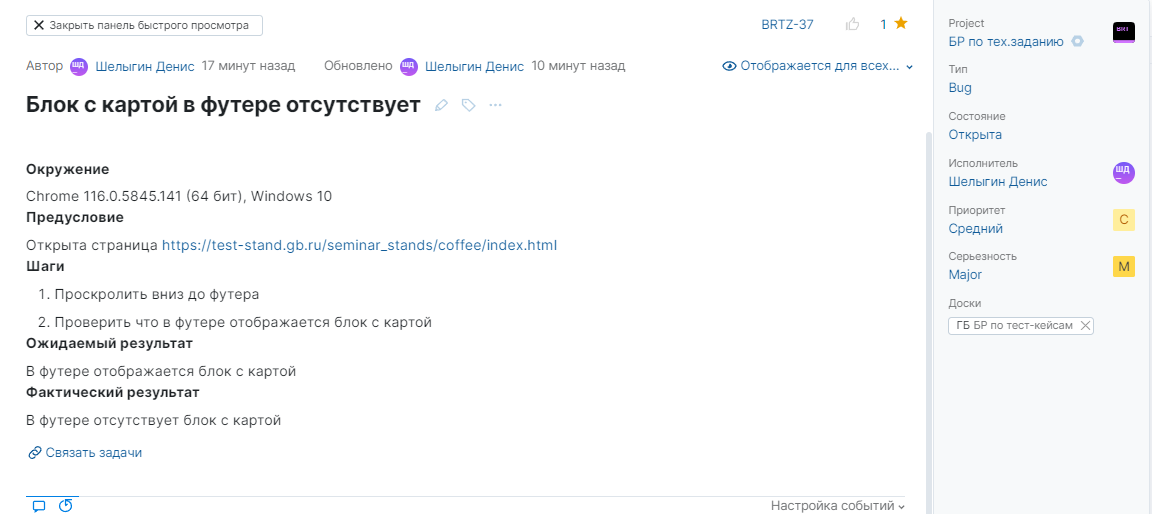 Закрыть панель быстрого просмотра
BRTZ-37
1
Автор ШД Шелыгин Денис 17 минут назад Обновлено ШД Шелыгин Денис 10 минут назад Отображается для всех...
Блок с картой в футере отсутствует
Окружение
Chrome 116.0.5845.141 (64 бит), Windows 10
Предусловие
Открыта страница https://test-stand.gb.ru/seminar_stands/coffee/index.html
Шаги
1. Проскролить вниз до футера
2. Проверить что в футере отображается блок с картой
Ожидаемый результат
В футере отображается блок с картой
Фактический результат
В футере отсутствует блок с картой
Связать задачи
Настройка событий
Project
БР по тех.заданию
BRT
Тип
Bug
Состояние
Открыта
Исполнитель
Шелыгин Денис
ШД
Приоритет
Средний
С
Серьезность
Major
M
Доски
ГБ БР по тест-кейсам